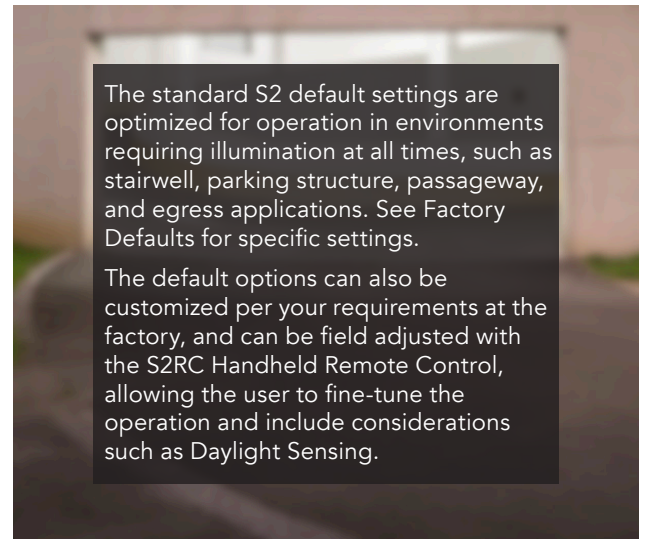 The standard S2 default settings are
optimized for operation in environments
requiring illumination at all times, such as
stairwell, parking structure, passageway,
and egress applications. See Factory
Defaults for specific settings.
The default options can also be
customized per your requirements at the
factory, and can be field adjusted with
the S2RC Handheld Remote Control,
allowing the user to fine-tune the
operation and include considerations
such as Daylight Sensing.